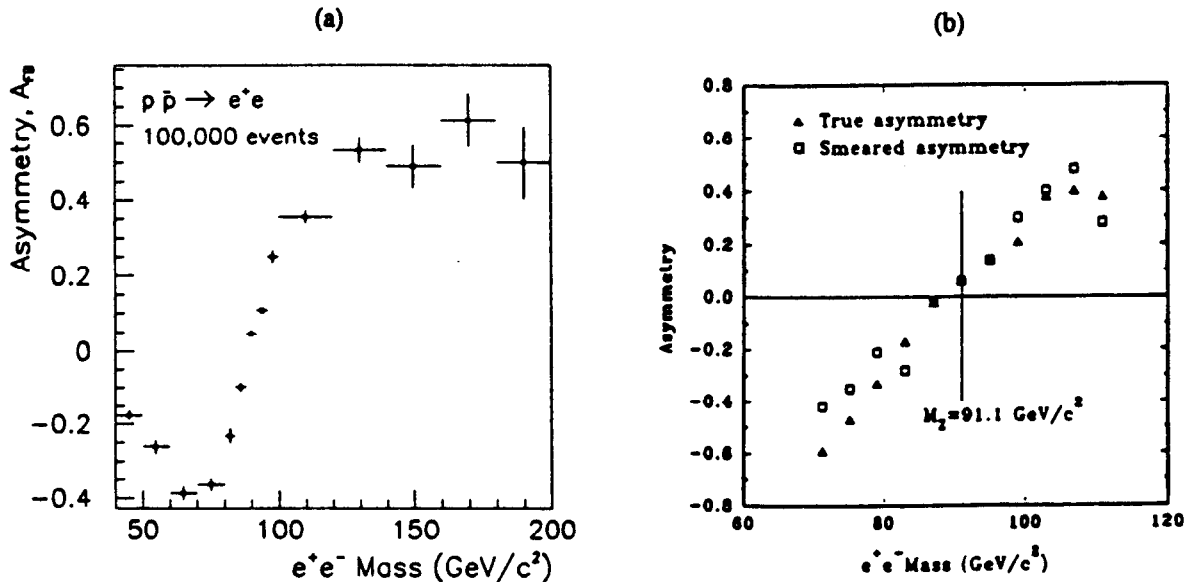 (a)
Asymmetry, A_FB
p p̄ → e⁺e
100,000 events
0.6
0.4
0.2
0
−0.2
−0.4
50
100
150
200
e⁺e⁻ Mass (GeV/c²)
(b)
Asymmetry
▲ True asymmetry
□ Smeared asymmetry
M_Z=91.1 GeV/c²
0.8
0.6
0.4
0.2
0.0
−0.2
−0.4
−0.6
−0.8
60
80
100
120
e⁺e⁻ Mass (GeV/c²)